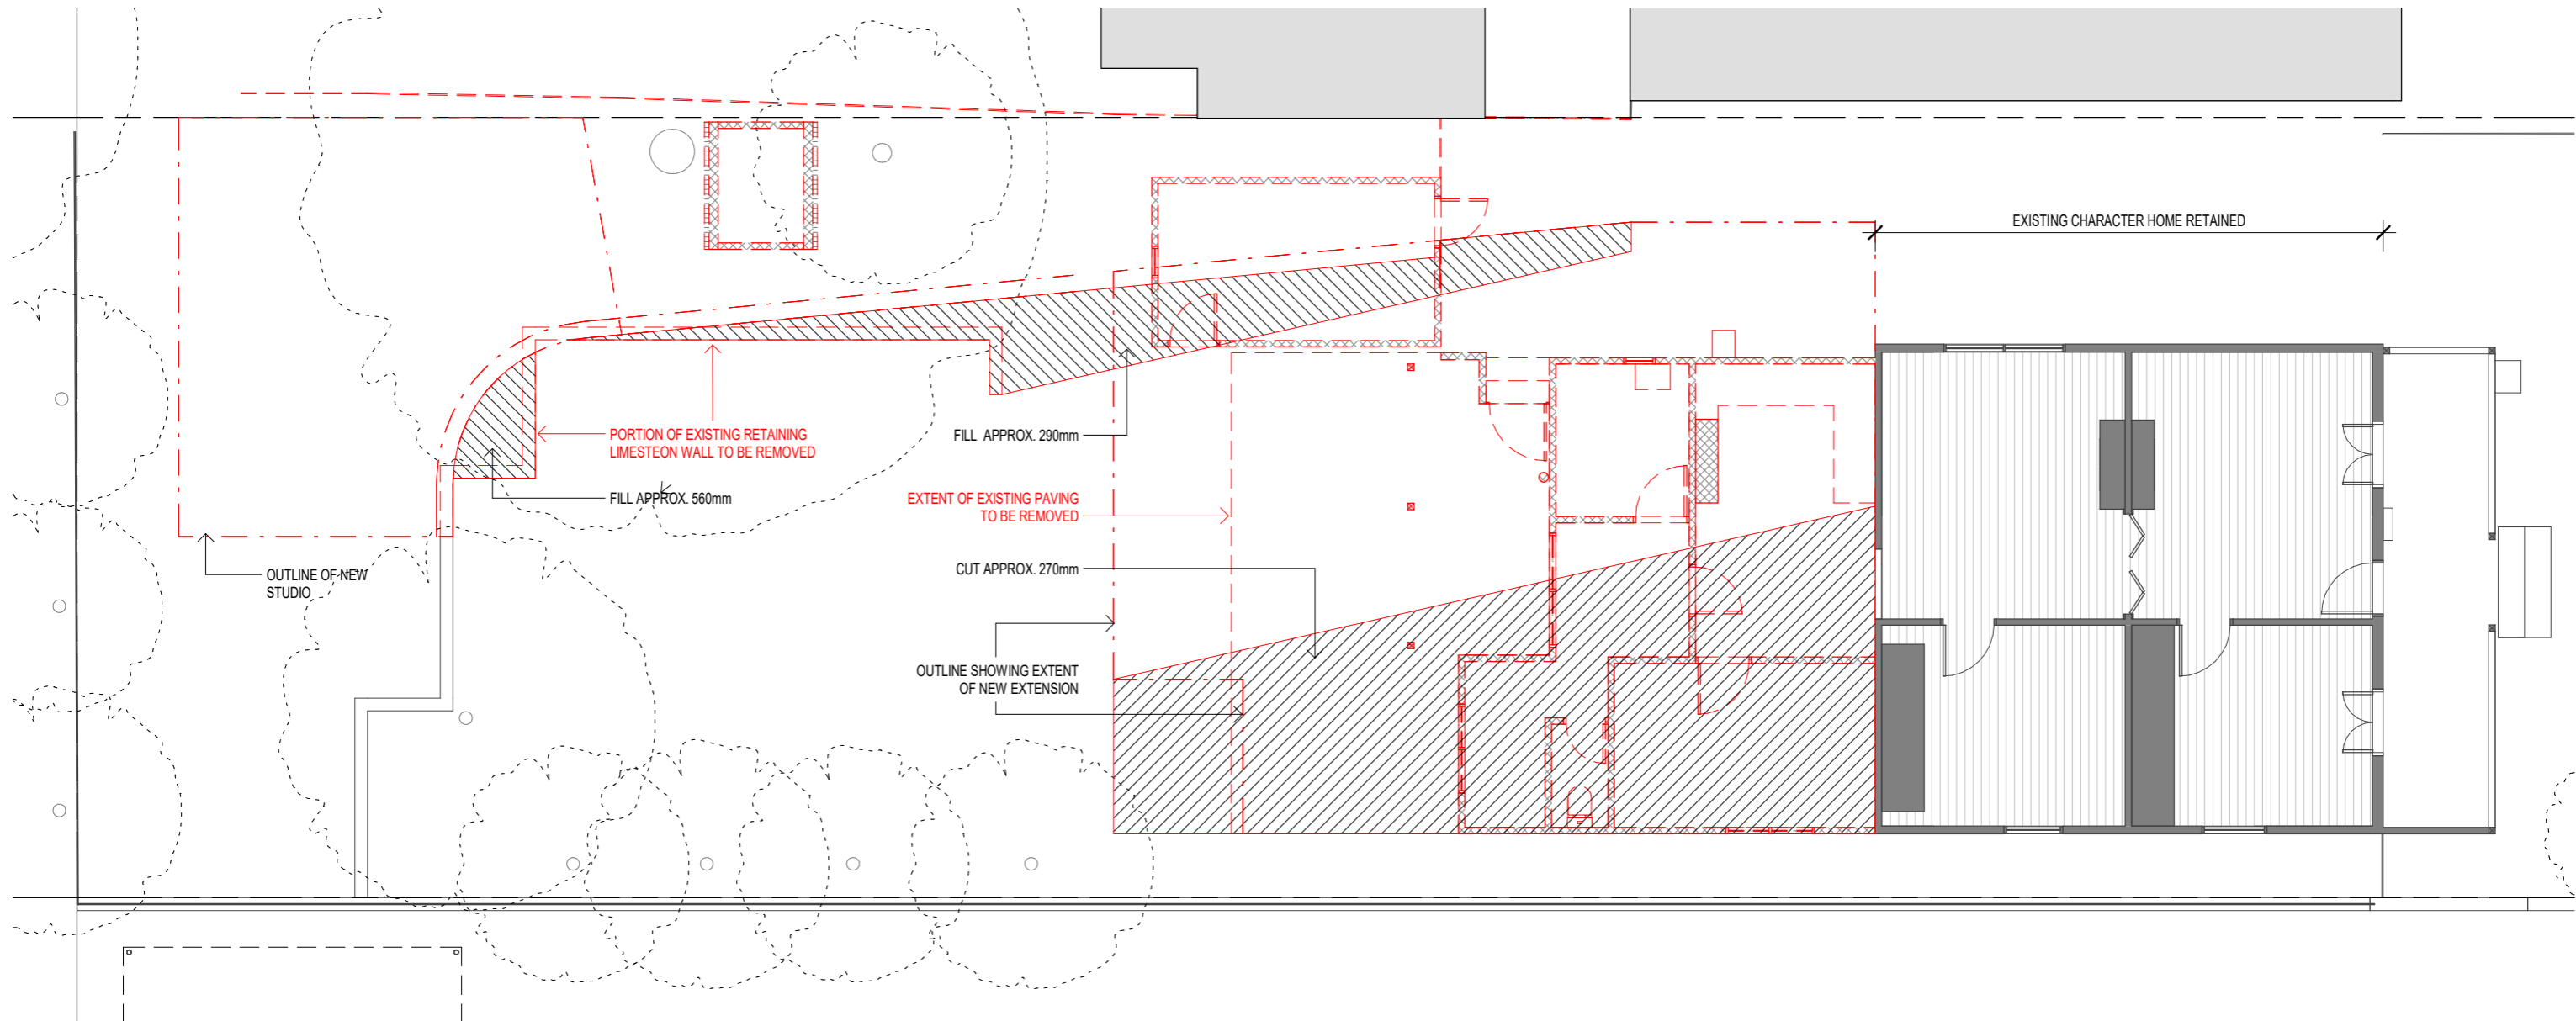 EXISTING CHARACTER HOME RETAINED
PORTION OF EXISTING RETAINING
LIMESTEON WALL TO BE REMOVED
FILL APPROX. 290mm
FILL APPROX. 560mm
EXTENT OF EXISTING PAVING
TO BE REMOVED
CUT APPROX. 270mm
OUTLINE OF NEW
STUDIO
OUTLINE SHOWING EXTENT
OF NEW EXTENSION